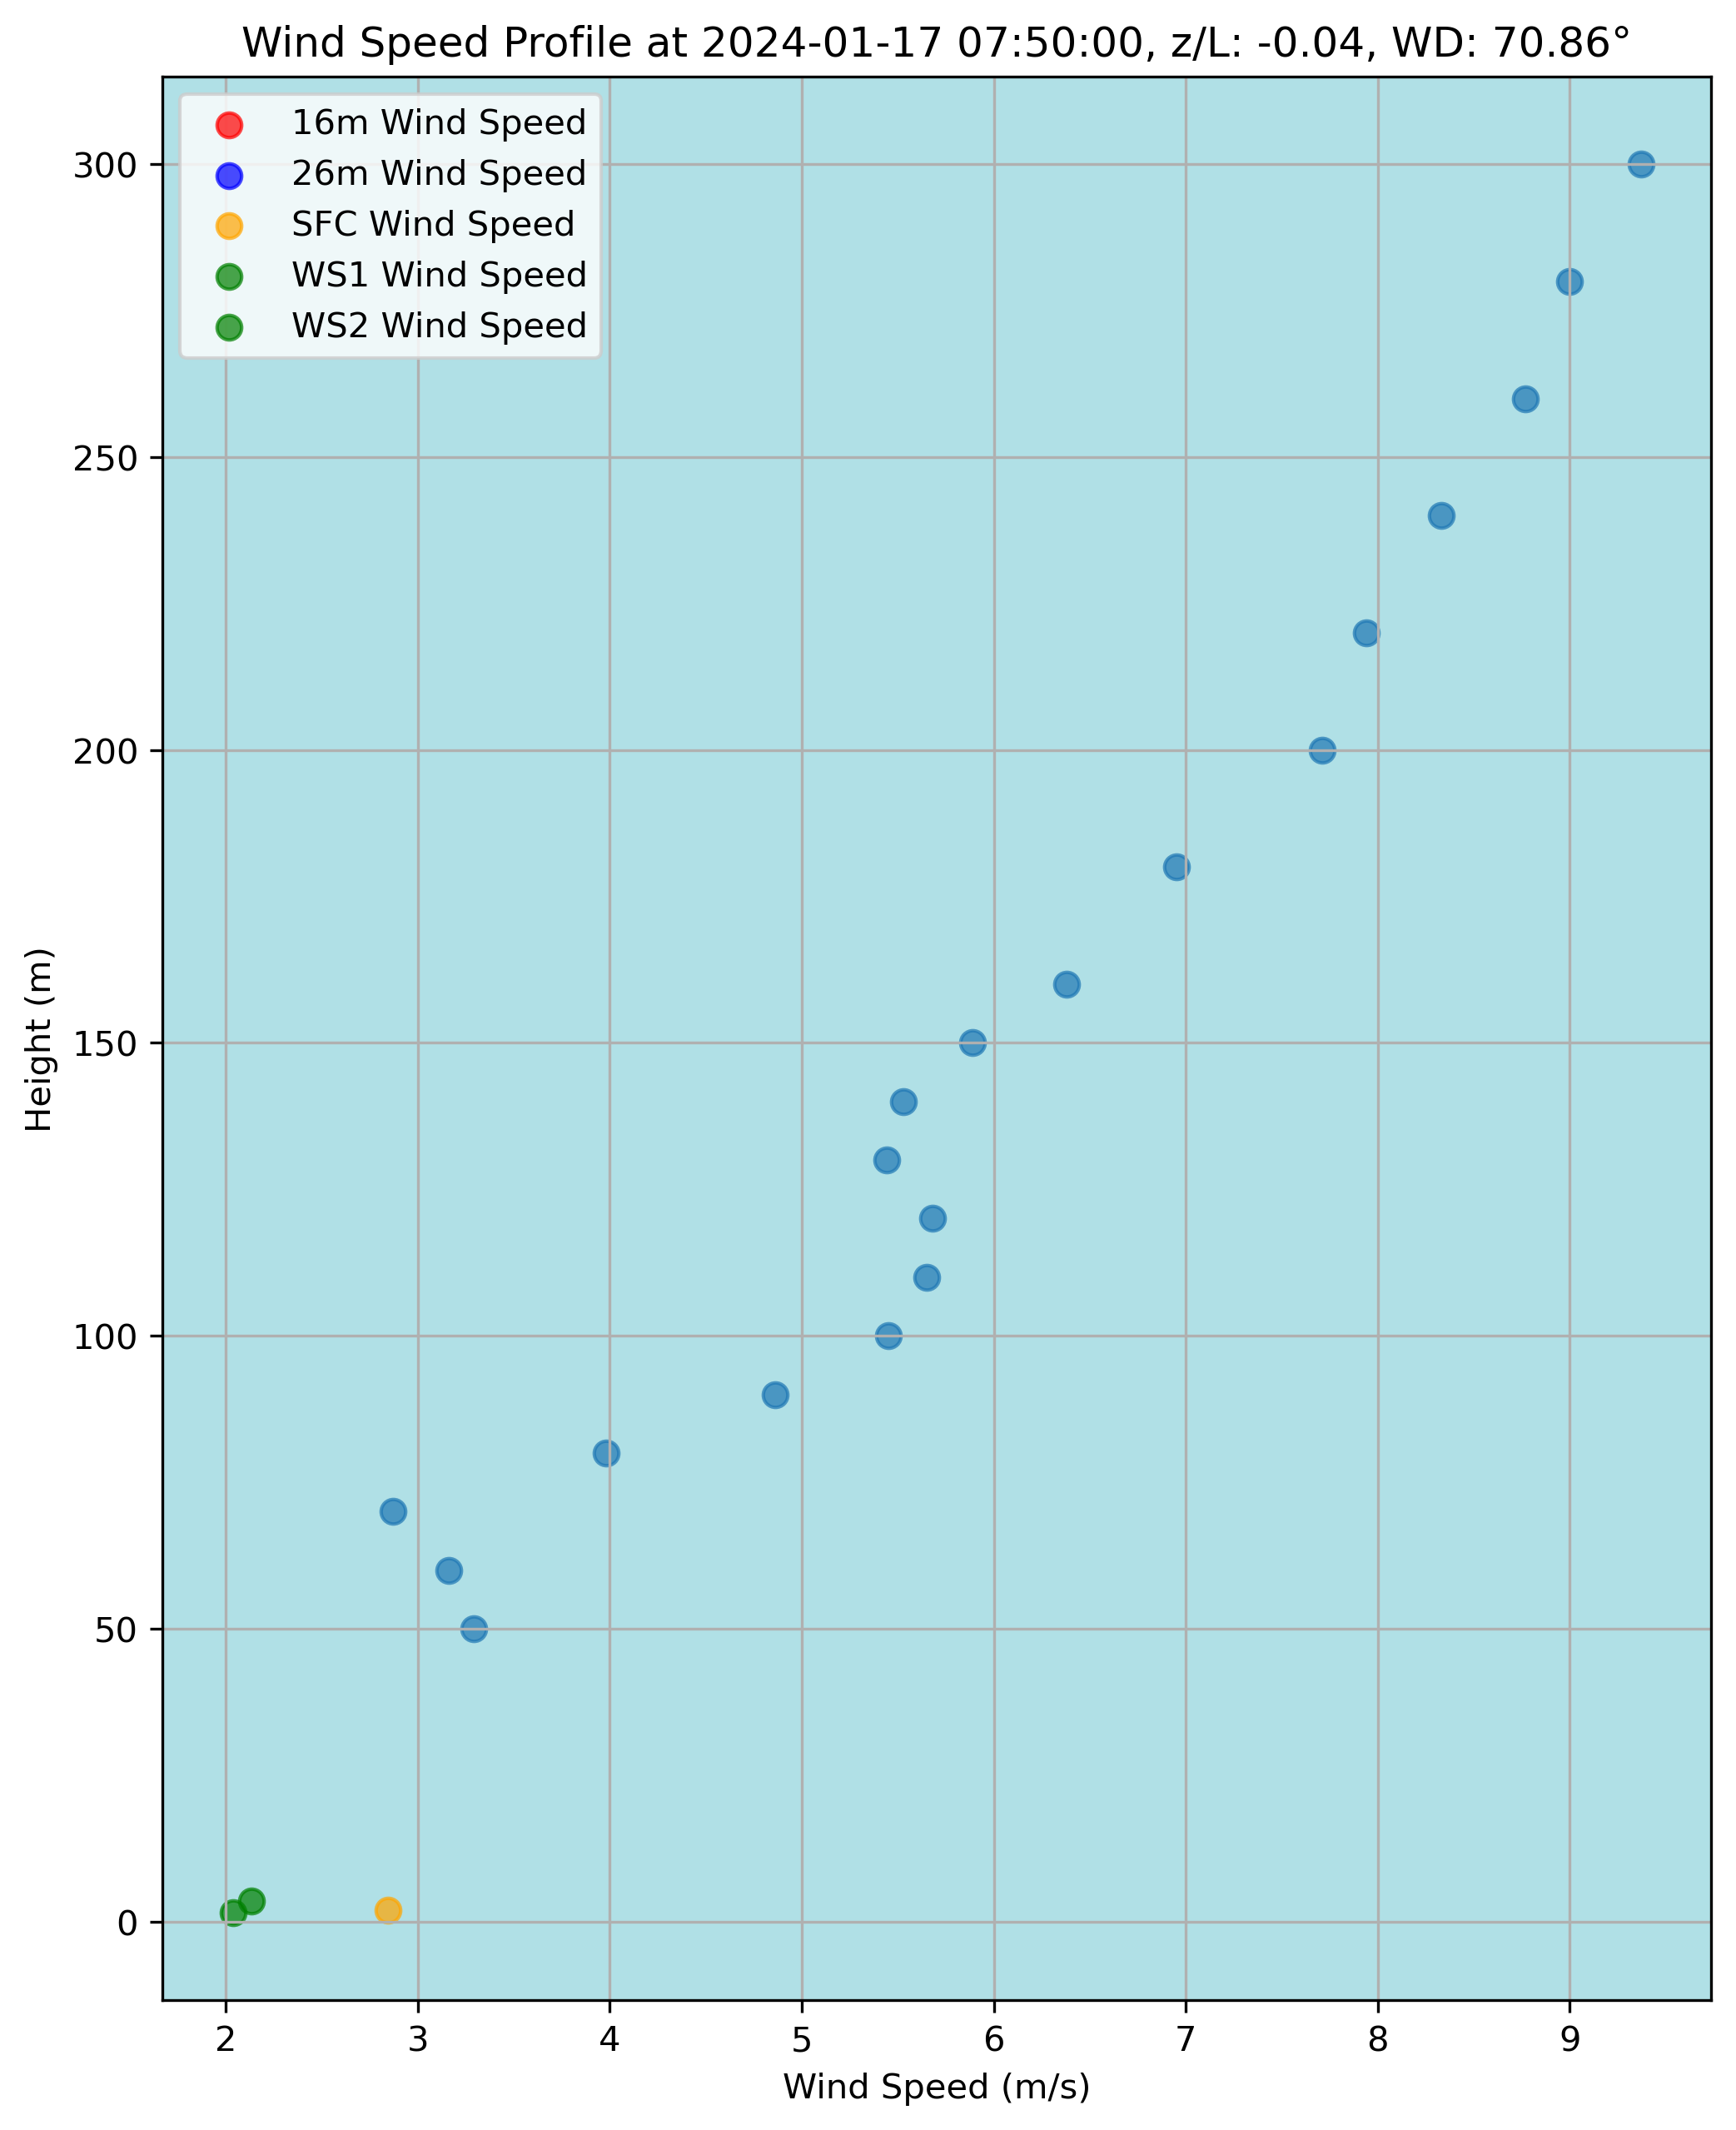 Wind Speed Profile at 2024-01-17 07:50:00, z/L: -0.04, WD: 70.86°
16m Wind Speed
26m Wind Speed
SFC Wind Speed
WS1 Wind Speed
WS2 Wind Speed
300
250
200
150
100
50
0
Height (m)
2 3 4 5 6 7 8 9
Wind Speed (m/s)